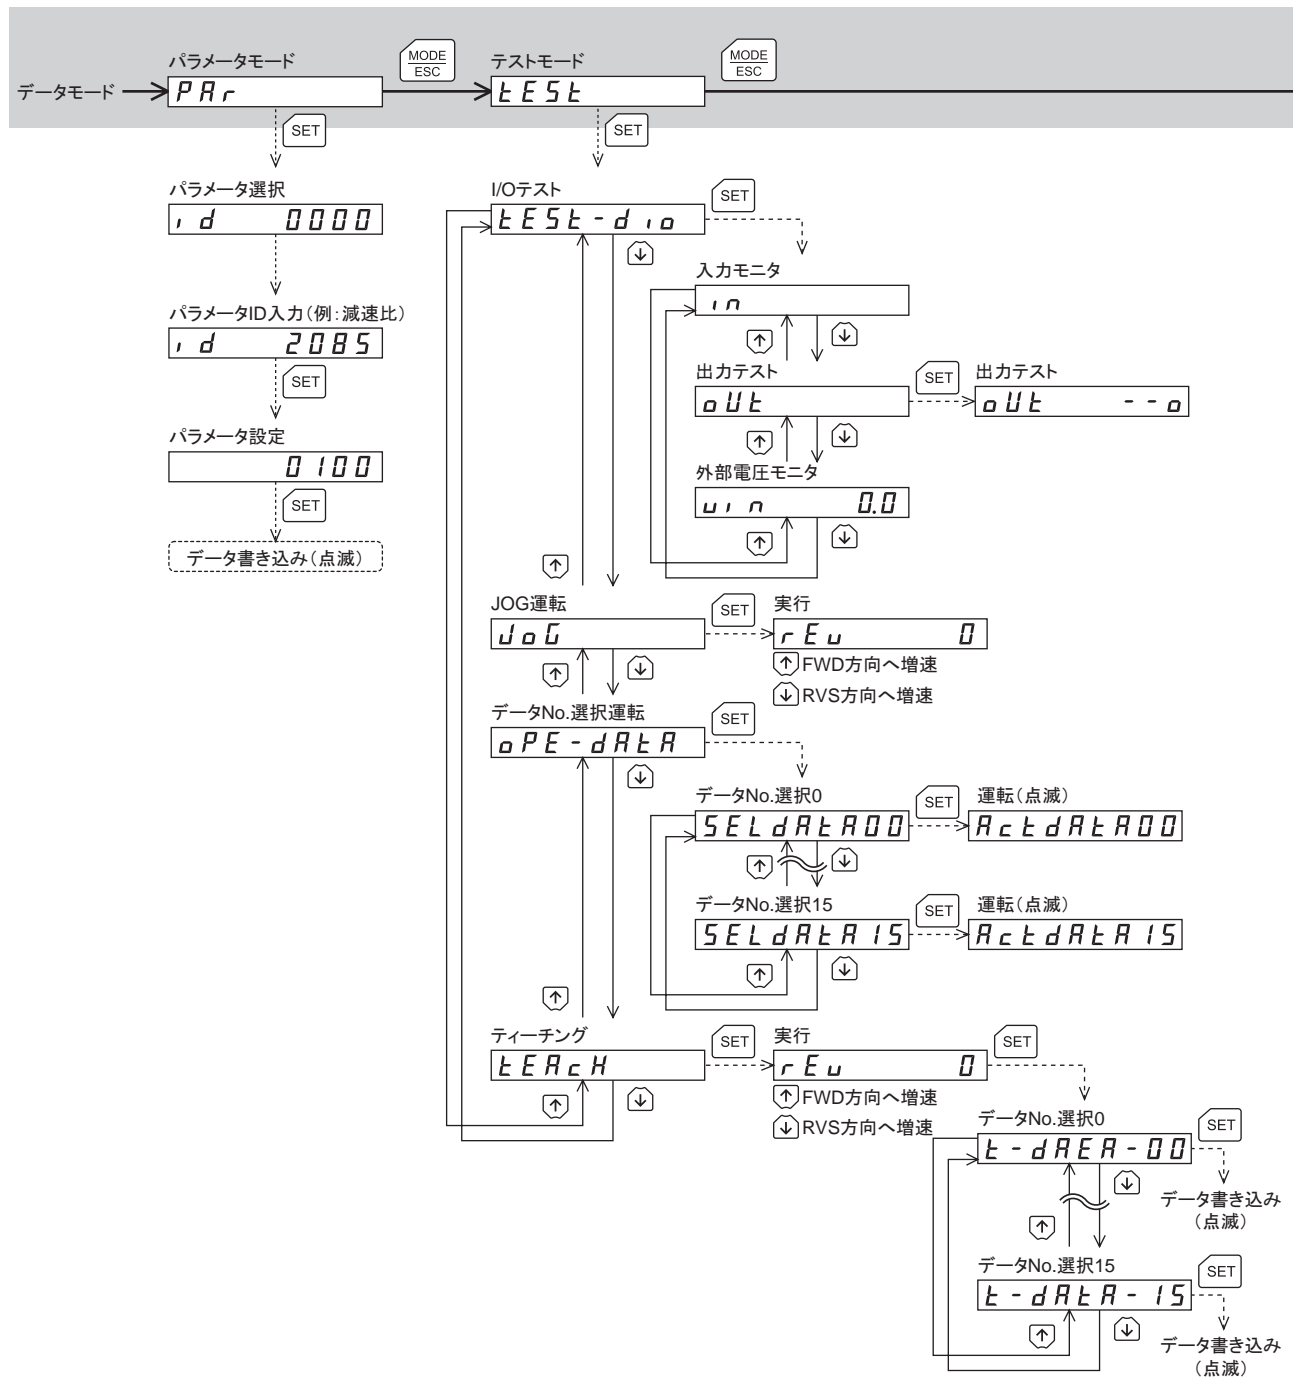 データモード
パラメータモード
PAr
MODE
ESC
テストモード
tESt
MODE
ESC
SET
SET
パラメータ選択
id 0000
パラメータID入力(例:減速比)
id 2085
SET
パラメータ設定
0100
SET
データ書き込み(点滅)
I/Oテスト
tESt-dio
SET
↓
入力モニタ
in
↑
↓
出力テスト
oUt
SET
出力テスト
oUt --o
↑
↓
外部電圧モニタ
vin 0.0
↑
↓
↑
JOG運転
JoG
SET
実行
rEv 0
↑FWD方向へ増速
↓RVS方向へ増速
↑
↓
データNo.選択運転
oPE-dAtA
SET
↓
データNo.選択0
SELdAtA00
SET
運転(点滅)
ActdAtA00
↑
↓
データNo.選択15
SELdAtA15
SET
運転(点滅)
ActdAtA15
↑
↓
↑
ティーチング
tEAcH
SET
実行
rEv 0
SET
↑FWD方向へ増速
↓RVS方向へ増速
↑
↓
データNo.選択0
t-dAEA-00
SET
↓
データ書き込み
(点滅)
↑
データNo.選択15
t-dAtA-15
SET
↑
↓
データ書き込み
(点滅)